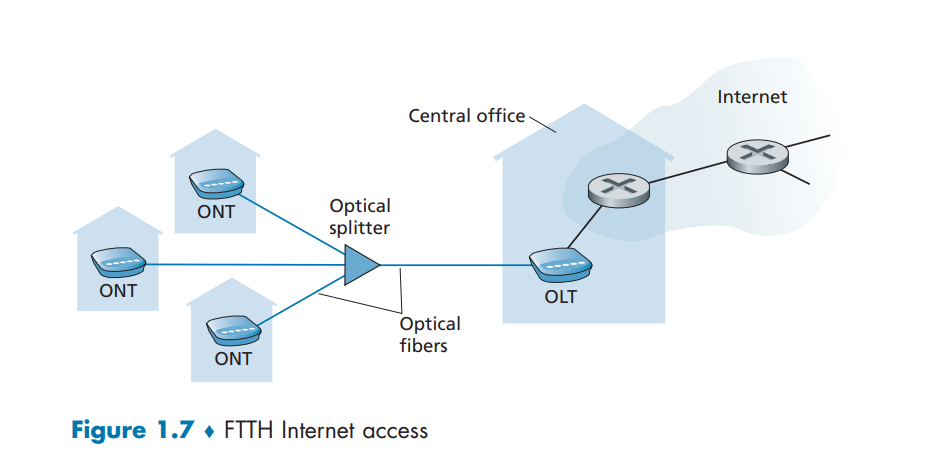 Internet
Central office
ONT
Optical
splitter
ONT
OLT
Optical
fibers
ONT
Figure 1.7 ♦ FTTH Internet access